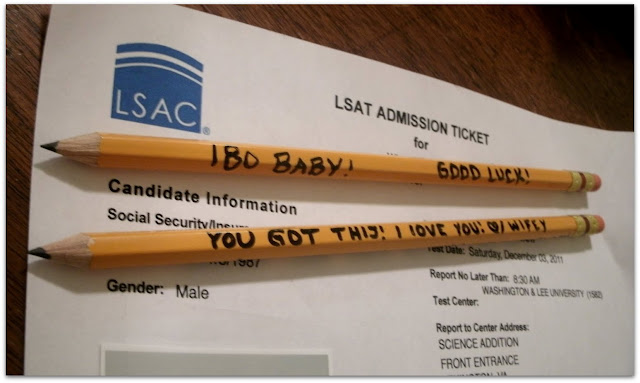 LSAC
®
LSAT ADMISSION TICKET
for
180 BABY! GOOD LUCK!
Candidate Information
Social Security/
YOU GOT THIS! I LOVE YOU! WIFEY
1987
Gender: Male
Test Date: Saturday, December 03, 2011
Report No Later Than: 8:30 AM
WASHINGTON & LEE UNIVERSITY (1982)
Test Center:
Report to Center Address:
SCIENCE ADDITION
FRONT ENTRANCE